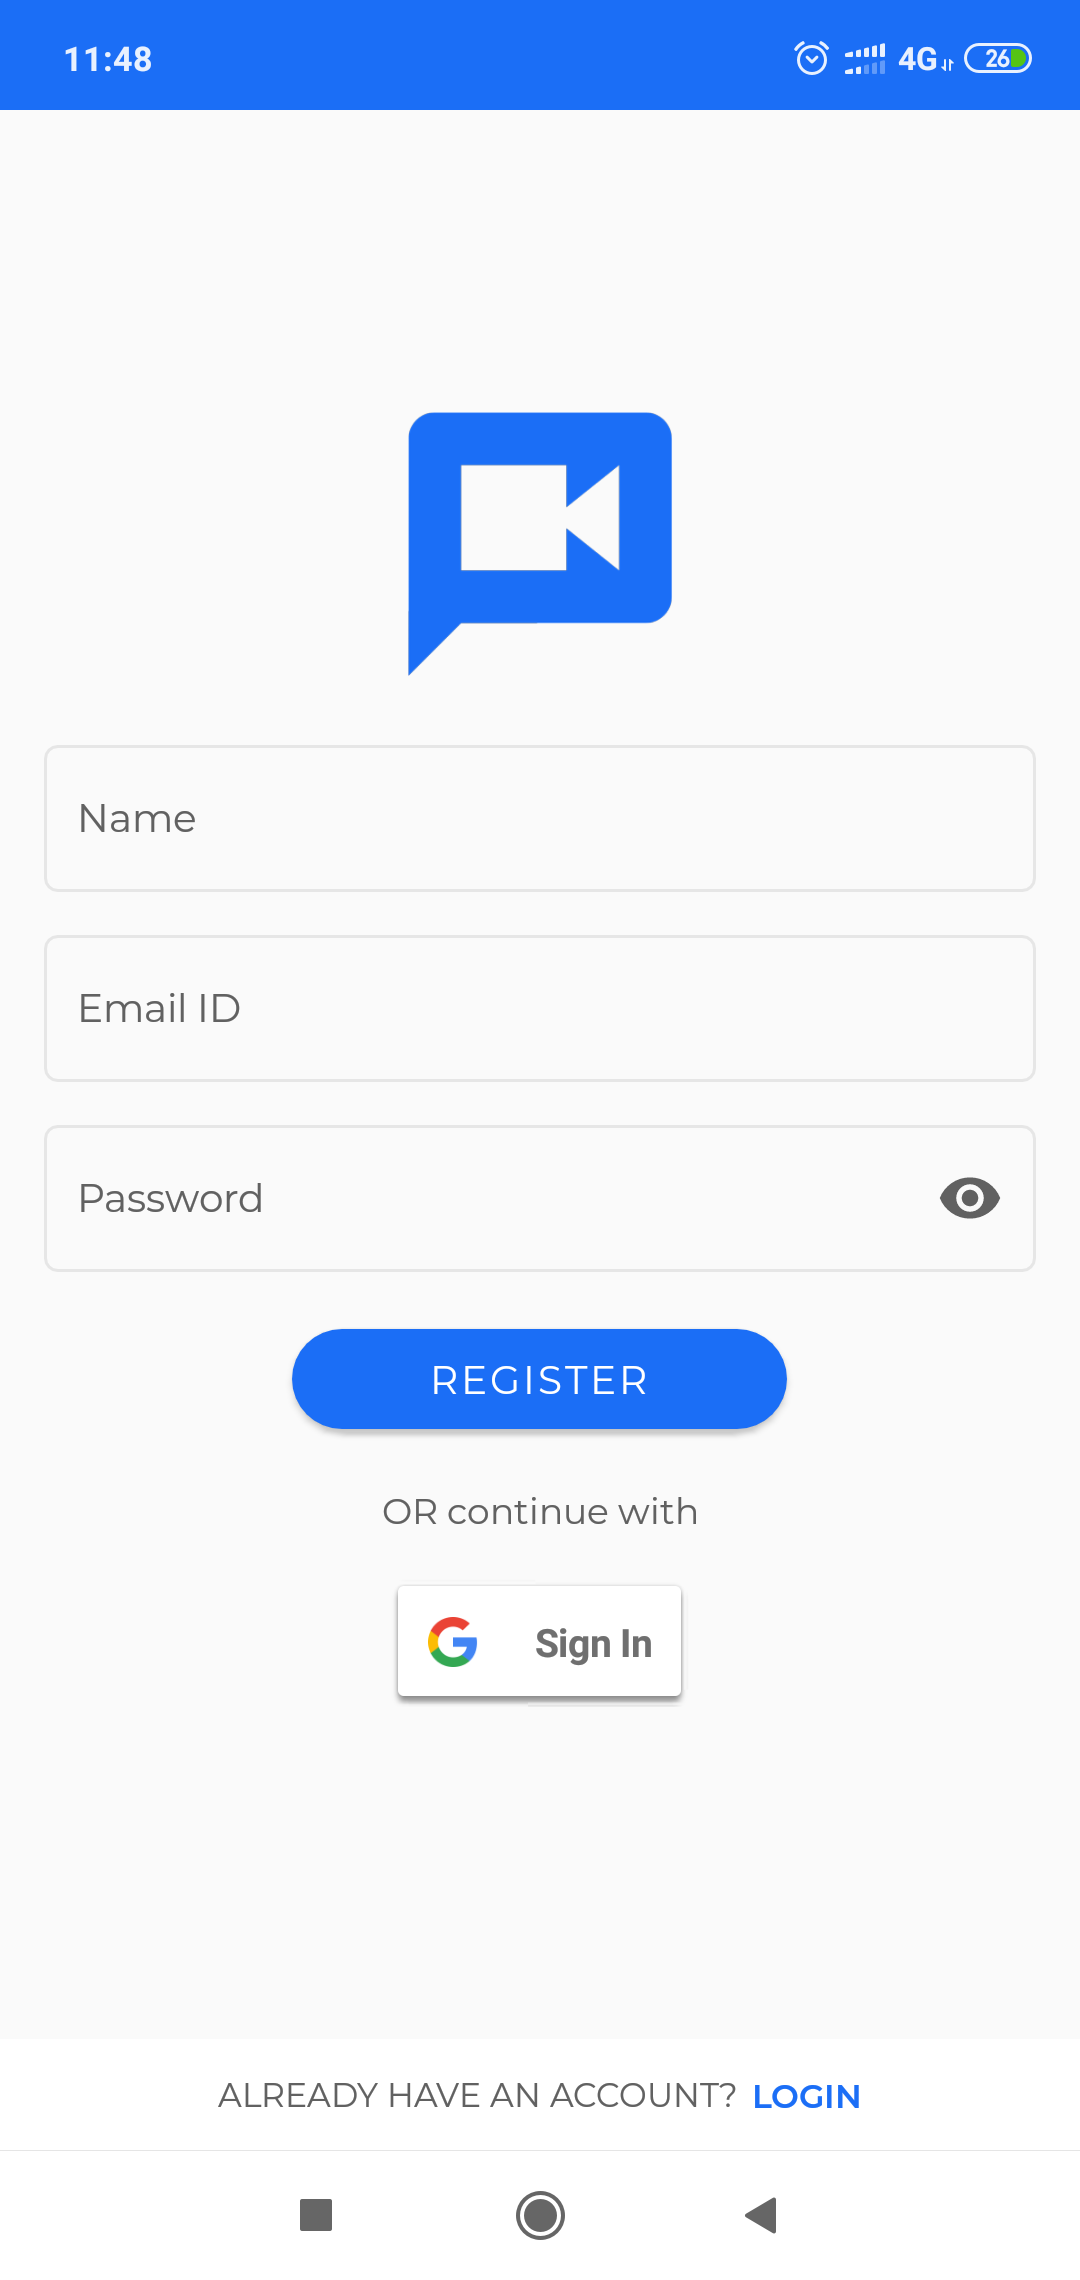 11:48 4G 26
Name
Email ID
Password
REGISTER
OR continue with
Sign In
ALREADY HAVE AN ACCOUNT? LOGIN